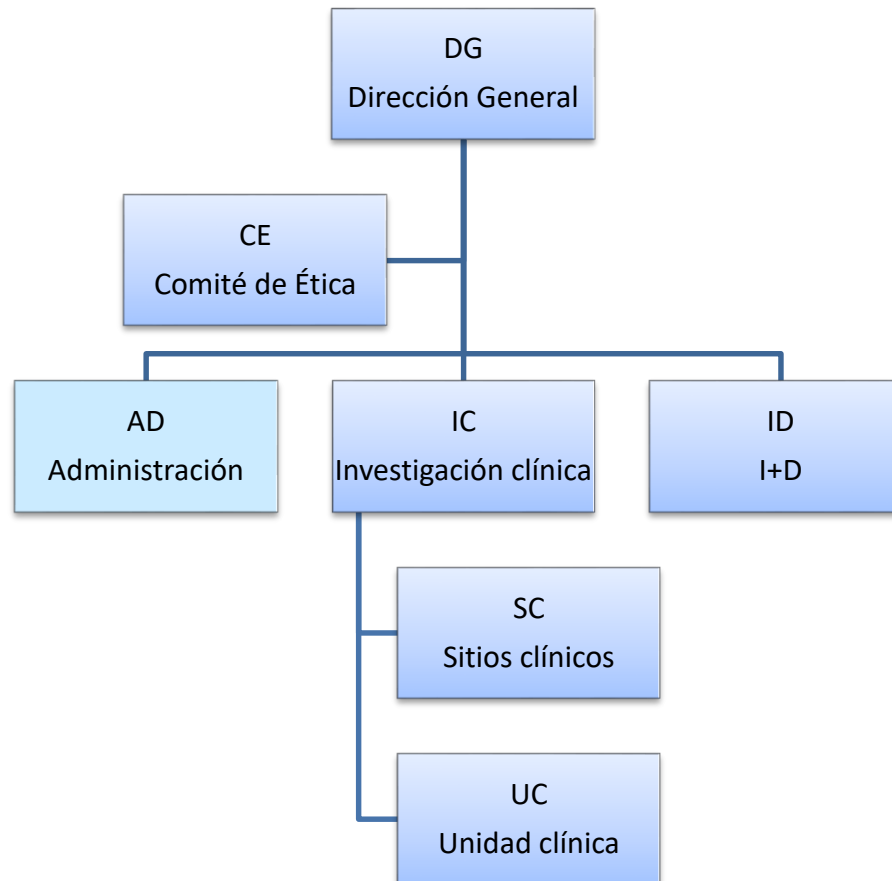 DG
Dirección General
CE
Comité de Ética
AD
Administración
IC
Investigación clínica
ID
I+D
SC
Sitios clínicos
UC
Unidad clínica